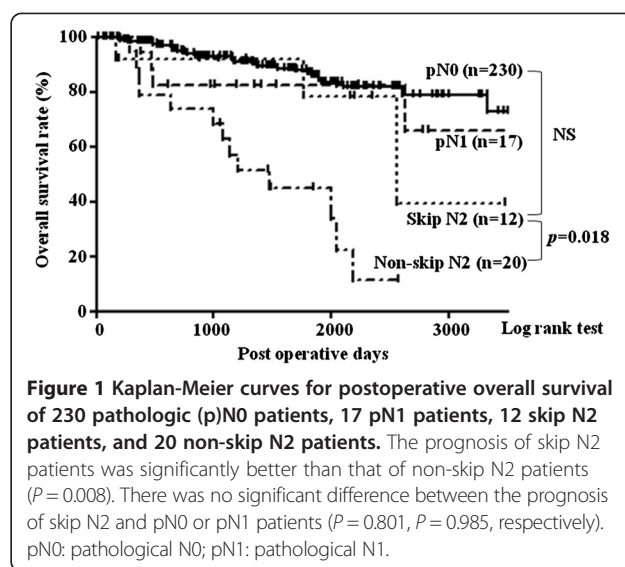 100
80
60
40
20
0
Overall survival rate (%)
pN0 (n=230)
pN1 (n=17)
NS
Skip N2 (n=12)
p=0.018
Non-skip N2 (n=20)
0 1000 2000 3000 Log rank test
Post operative days
Figure 1 Kaplan-Meier curves for postoperative overall survival
of 230 pathologic (p)N0 patients, 17 pN1 patients, 12 skip N2
patients, and 20 non-skip N2 patients. The prognosis of skip N2
patients was significantly better than that of non-skip N2 patients
(P = 0.008). There was no significant difference between the prognosis
of skip N2 and pN0 or pN1 patients (P = 0.801, P = 0.985, respectively).
pN0: pathological N0; pN1: pathological N1.